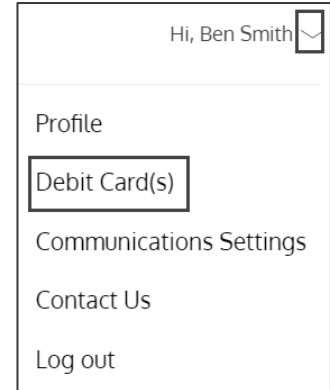 Hi, Ben Smith
Profile
Debit Card(s)
Communications Settings
Contact Us
Log out